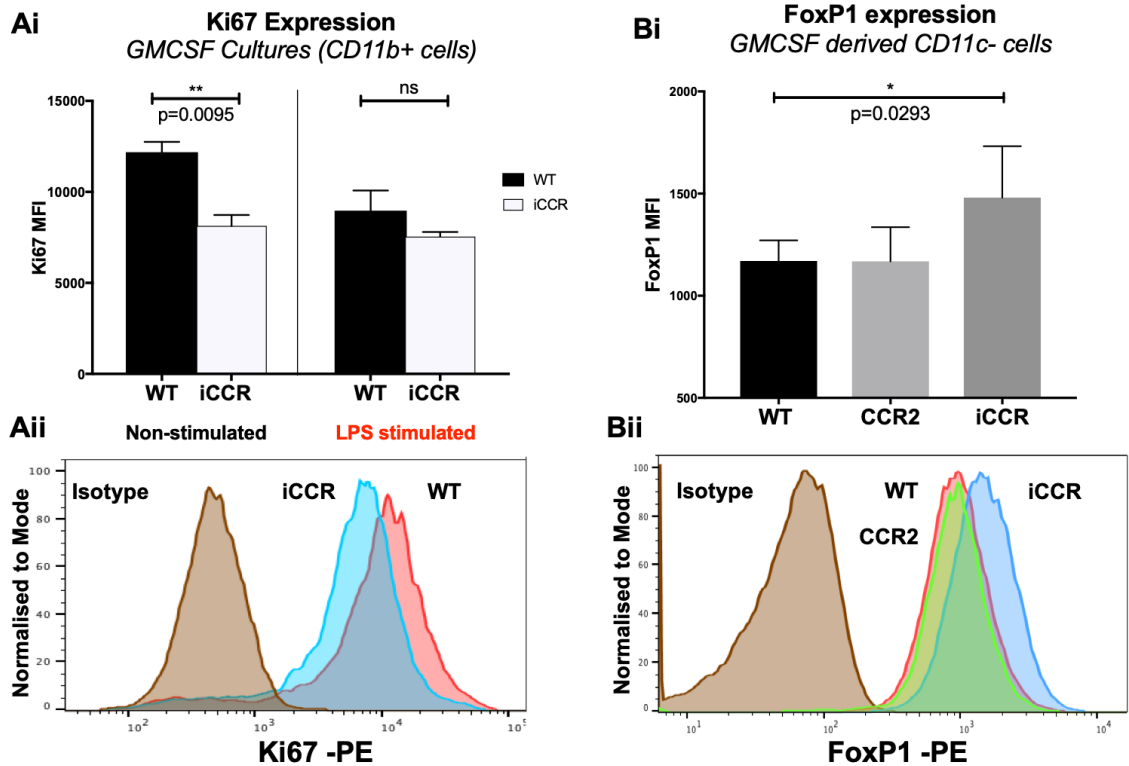 Ai
Ki67 Expression
GMCSF Cultures (CD11b+ cells)
**
p=0.0095
ns
15000
10000
5000
0
Ki67 MFI
WT
iCCR
WT iCCR
WT iCCR
Non-stimulated
LPS stimulated
Bi
FoxP1 expression
GMCSF derived CD11c- cells
*
p=0.0293
2000
1500
1000
500
FoxP1 MFI
WT CCR2 iCCR
Aii
Isotype iCCR WT
100
80
60
40
20
0
Normalised to Mode
10² 10³ 10⁴ 10⁵
Ki67 -PE
Bii
Isotype WT iCCR
CCR2
100
80
60
40
20
0
Normalised to Mode
10¹ 10² 10³ 10⁴
FoxP1 -PE